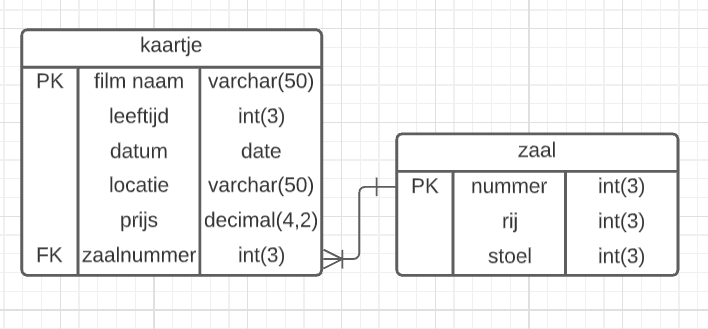 kaartje
PK film naam varchar(50)
leeftijd int(3)
datum date
locatie varchar(50)
prijs decimal(4,2)
FK zaalnummer int(3)
zaal
PK nummer int(3)
rij int(3)
stoel int(3)